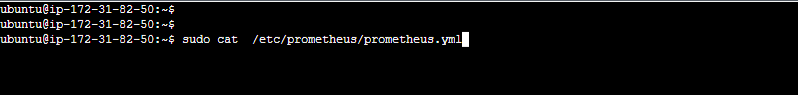 ubuntu@ip-172-31-82-50:~$
ubuntu@ip-172-31-82-50:~$
ubuntu@ip-172-31-82-50:~$ sudo cat  /etc/prometheus/prometheus.yml